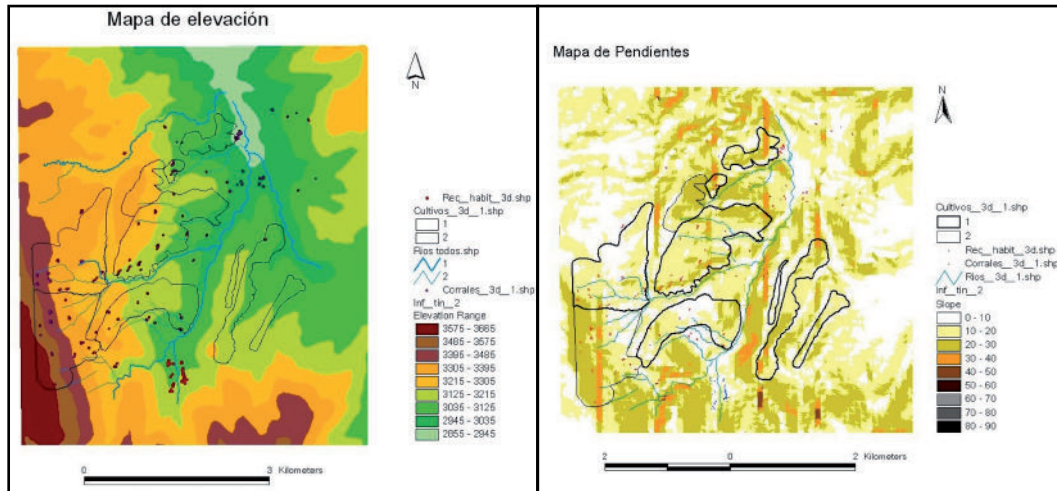 Mapa de elevación
N
Rec__habit__3d.shp
Cultivos__3d__1.shp
1
2
Rios todos.shp
1
2
Corrales__3d__1.shp
Inf__tin__2
Elevation Range
3575 - 3665
3485 - 3575
3395 - 3485
3305 - 3395
3215 - 3305
3125 - 3215
3035 - 3125
2945 - 3035
2855 - 2945
0 3 Kilometers
Mapa de Pendientes
N
Cultivos__3d__1.shp
1
2
Rec__habit__3d.shp
Corrales__3d__1.shp
Rios__3d__1.shp
Inf__tin__2
Slope
0 - 10
10 - 20
20 - 30
30 - 40
40 - 50
50 - 60
60 - 70
70 - 80
80 - 90
2 0 2 Kilometers